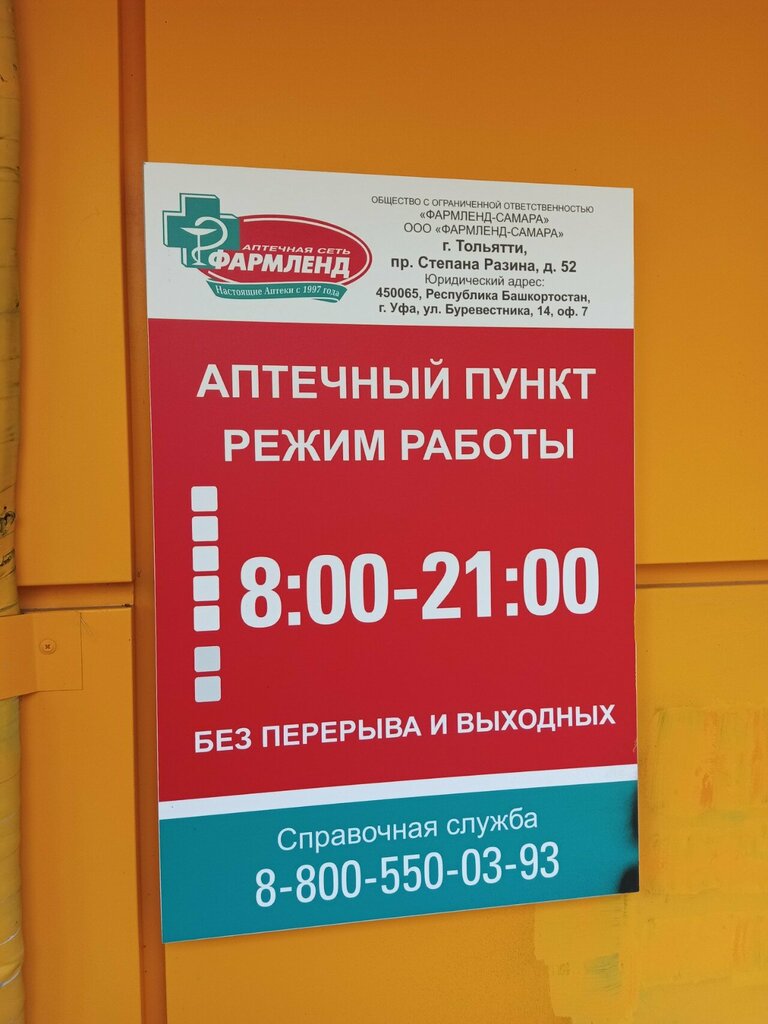 АПТЕЧНАЯ СЕТЬ
ФАРМЛЕНД
Настоящие Аптеки с 1997 года
ОБЩЕСТВО С ОГРАНИЧЕННОЙ ОТВЕТСТВЕННОСТЬЮ
«ФАРМЛЕНД-САМАРА»
ООО «ФАРМЛЕНД-САМАРА»
г. Тольятти,
пр. Степана Разина, д. 52
Юридический адрес:
450065, Республика Башкортостан,
г. Уфа, ул. Буревестника, 14, оф. 7
АПТЕЧНЫЙ ПУНКТ
РЕЖИМ РАБОТЫ
8:00-21:00
БЕЗ ПЕРЕРЫВА И ВЫХОДНЫХ
Справочная служба
8-800-550-03-93